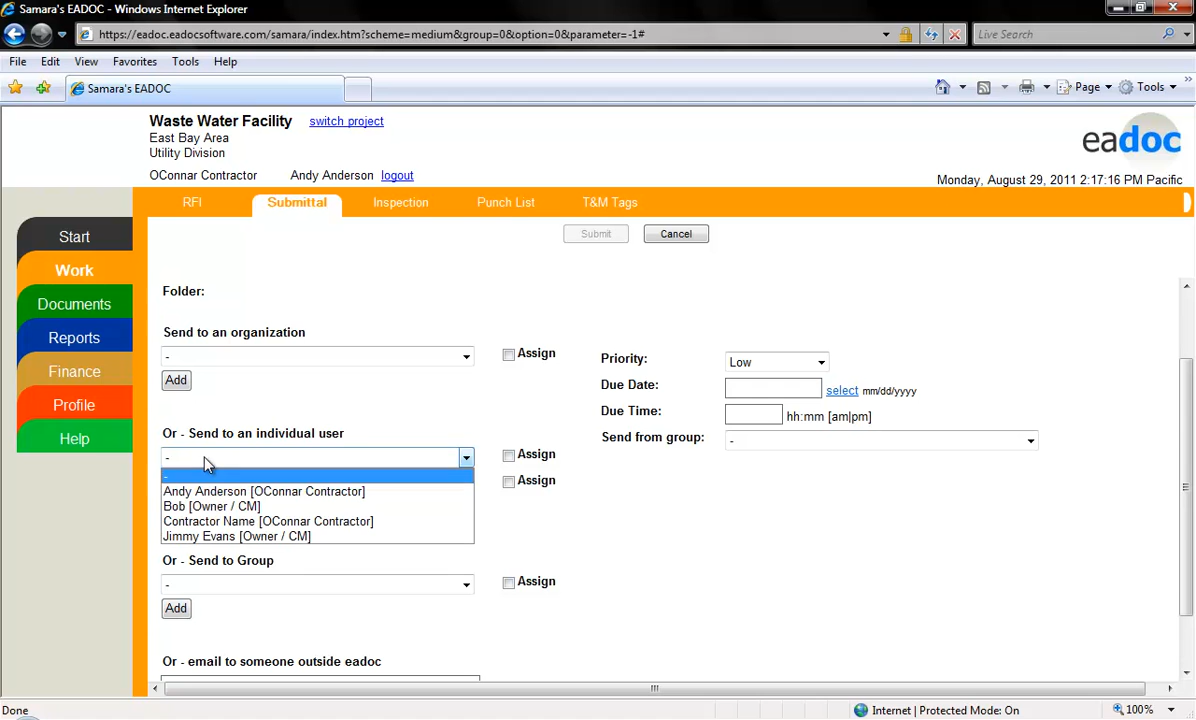 Samara's EADOC - Windows Internet Explorer
https://eadoc.eadocsoftware.com/samara/index.htm?scheme=medium&group=0&option=0&parameter=-1#
Live Search
File Edit View Favorites Tools Help
Samara's EADOC
Page Tools
Waste Water Facility switch project
East Bay Area
Utility Division
OConnar Contractor Andy Anderson logout
eadoc
Monday, August 29, 2011 2:17:16 PM Pacific
RFI Submittal Inspection Punch List T&M Tags
Start
Work
Documents
Reports
Finance
Profile
Help
Submit Cancel
Folder:
Send to an organization
- Assign
Add
Priority: Low
Due Date: select mm/dd/yyyy
Due Time: hh:mm [am|pm]
Send from group: -
Or - Send to an individual user
- Assign
- Assign
Andy Anderson [OConnar Contractor]
Bob [Owner / CM]
Contractor Name [OConnar Contractor]
Jimmy Evans [Owner / CM]
Or - Send to Group
- Assign
Add
Or - email to someone outside eadoc
Done Internet | Protected Mode: On 100%